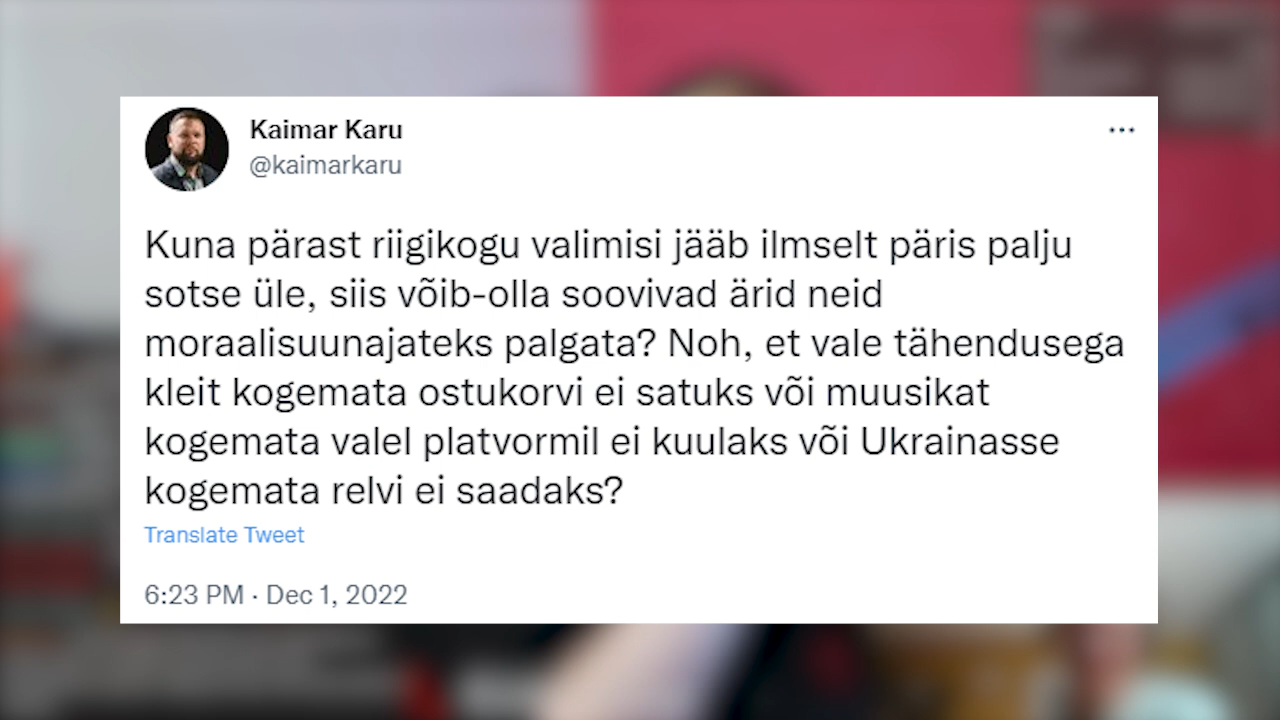 Kaimar Karu
@kaimarkaru
Kuna pärast riigikogu valimisi jääb ilmselt päris palju
sotse üle, siis võib-olla soovivad ärid neid
moraalisuunajateks palgata? Noh, et vale tähendusega
kleit kogemata ostukorvi ei satuks või muusikat
kogemata valel platvormil ei kuulaks või Ukrainasse
kogemata relvi ei saadaks?
Translate Tweet
6:23 PM · Dec 1, 2022